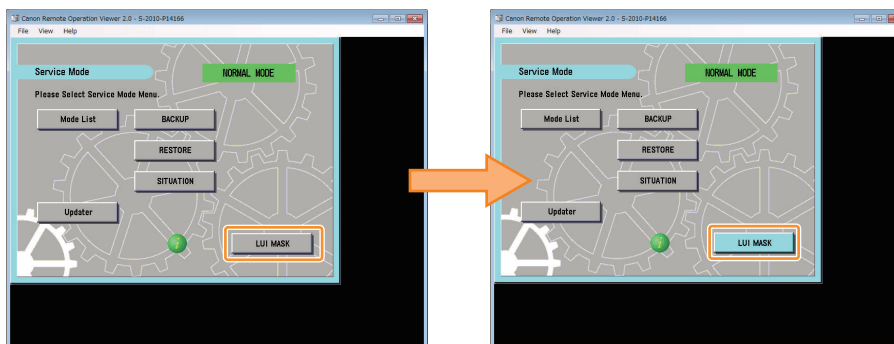 Canon Remote Operation Viewer 2.0 - S-2010-P14166
File View Help
Service Mode
NORMAL MODE
Please Select Service Mode Menu.
Mode List
BACKUP
RESTORE
SITUATION
Updater
LUI MASK
Canon Remote Operation Viewer 2.0 - S-2010-P14166
File View Help
Service Mode
NORMAL MODE
Please Select Service Mode Menu.
Mode List
BACKUP
RESTORE
SITUATION
Updater
LUI MASK